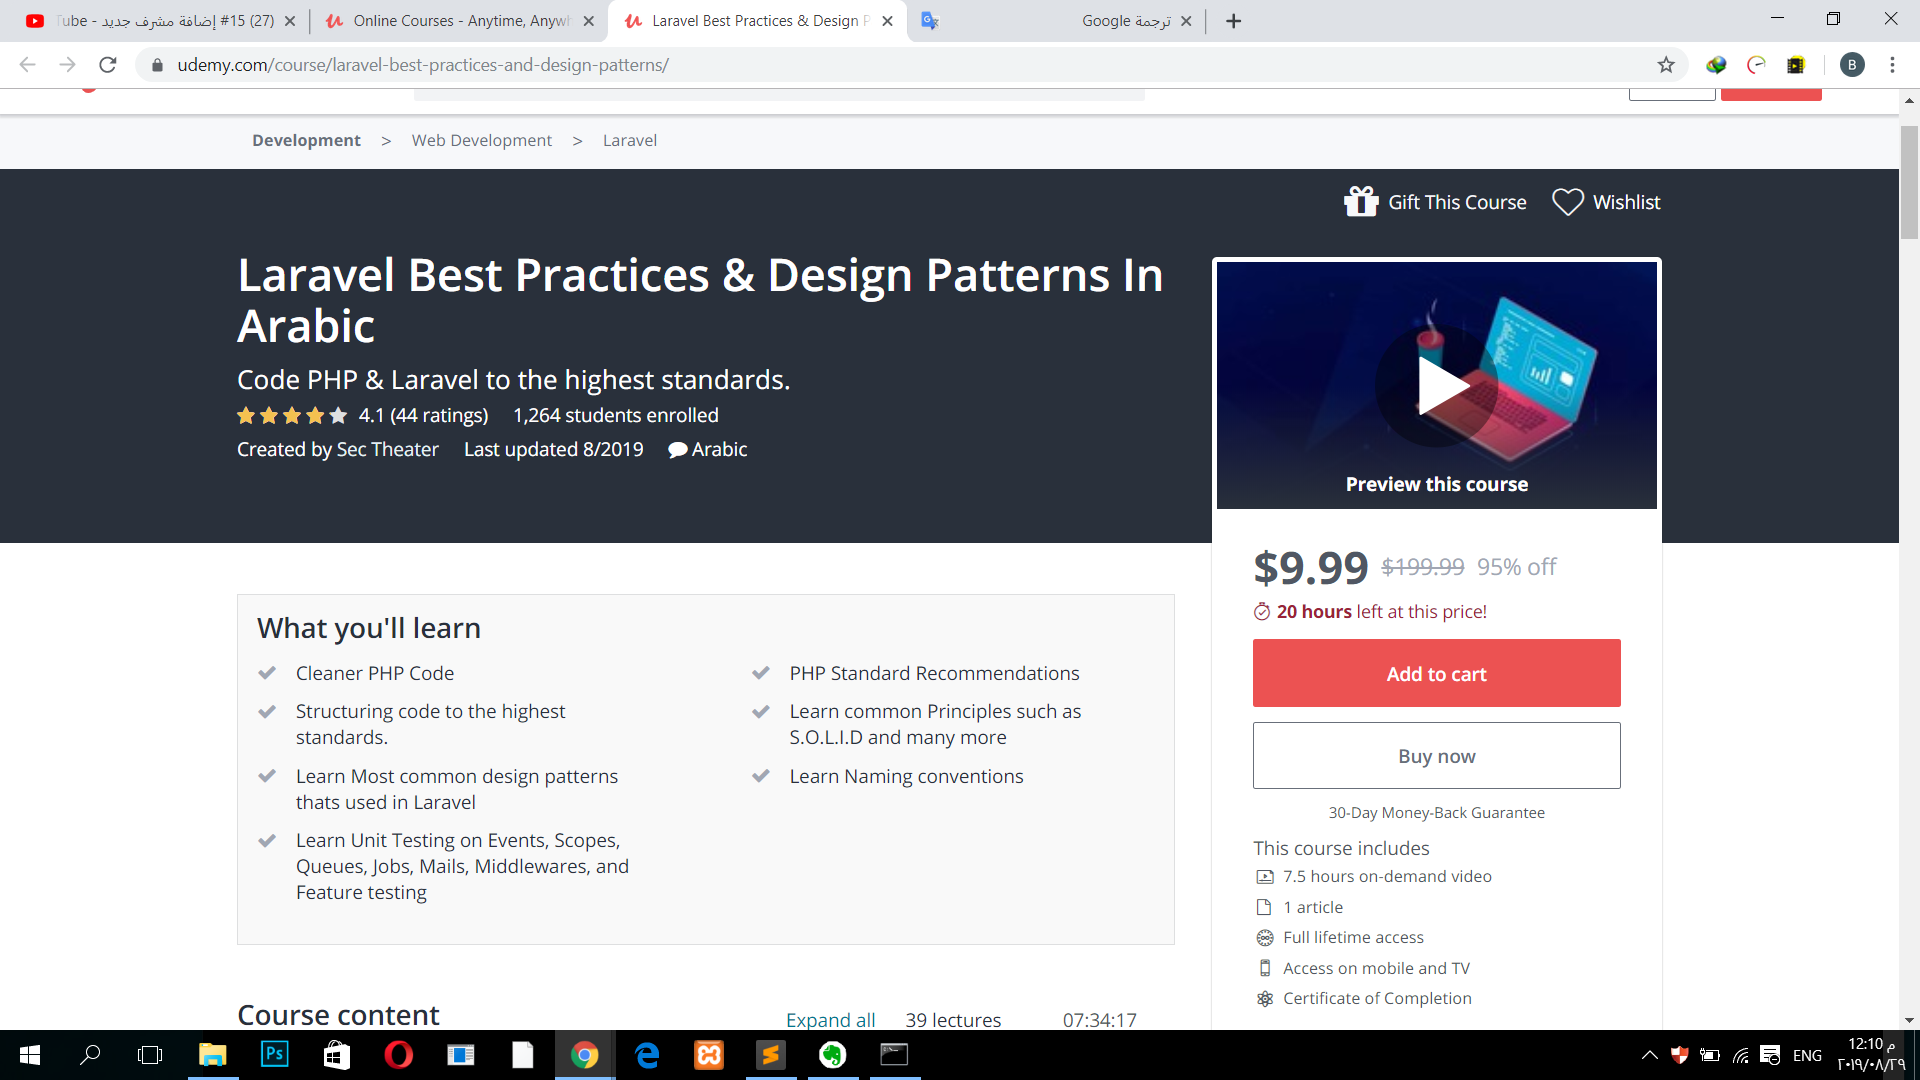 Tube - إضافة مشرف جديد #15 (27)
Online Courses - Anytime, Anywh
Laravel Best Practices & Design P
ترجمة Google
udemy.com/course/laravel-best-practices-and-design-patterns/
B
Development > Web Development > Laravel
Gift This Course
Wishlist
Laravel Best Practices & Design Patterns In
Arabic
Code PHP & Laravel to the highest standards.
4.1 (44 ratings) 1,264 students enrolled
Created by Sec Theater Last updated 8/2019 Arabic
Preview this course
$9.99 $199.99 95% off
20 hours left at this price!
Add to cart
Buy now
30-Day Money-Back Guarantee
This course includes
7.5 hours on-demand video
1 article
Full lifetime access
Access on mobile and TV
Certificate of Completion
What you'll learn
Cleaner PHP Code
Structuring code to the highest
standards.
Learn Most common design patterns
thats used in Laravel
Learn Unit Testing on Events, Scopes,
Queues, Jobs, Mails, Middlewares, and
Feature testing
PHP Standard Recommendations
Learn common Principles such as
S.O.L.I.D and many more
Learn Naming conventions
Course content
Expand all 39 lectures 07:34:17
Ps
ENG
12:10 م
٢٠١٩/٠٨/٢٩